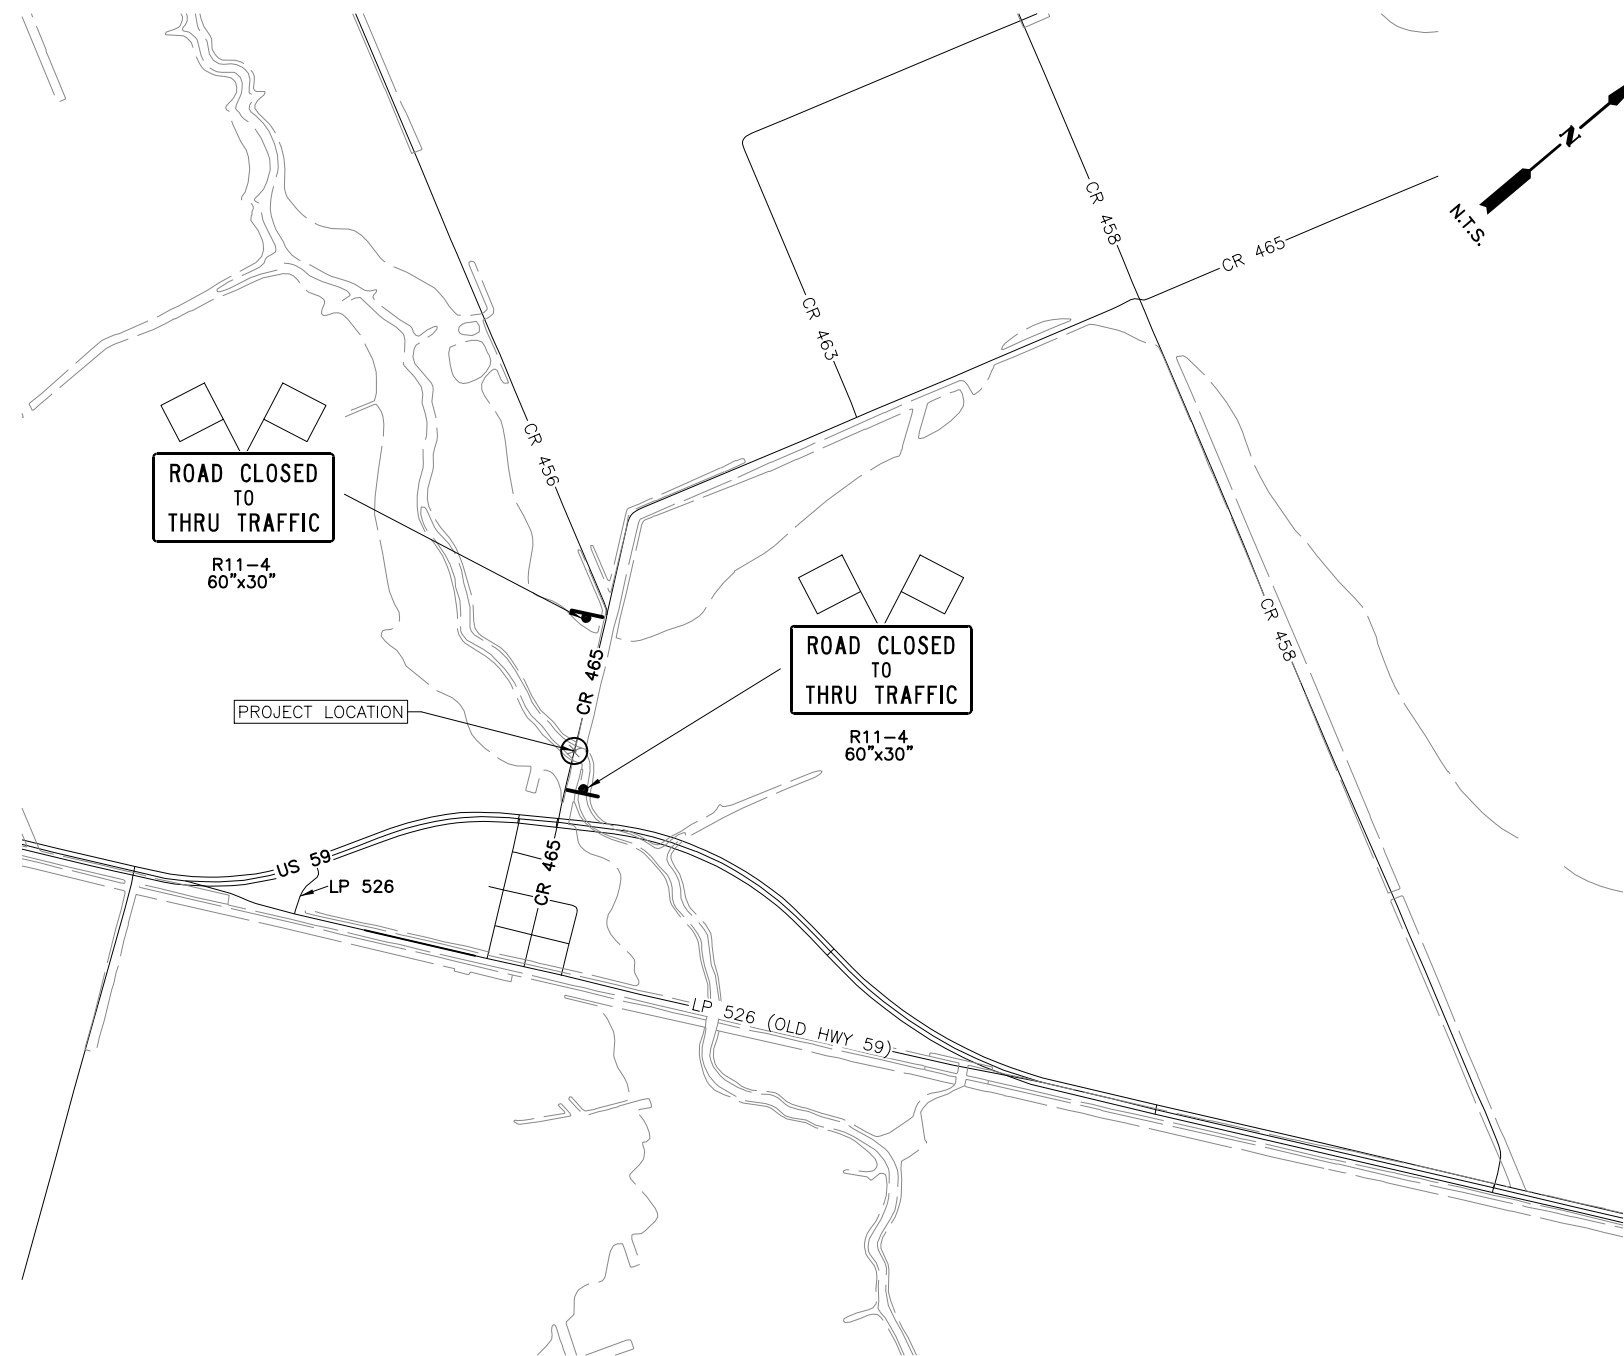 N
N.T.S.
CR 458
CR 465
CR 463
CR 456
ROAD CLOSED
TO
THRU TRAFFIC
R11-4
60"x30"
ROAD CLOSED
TO
THRU TRAFFIC
R11-4
60"x30"
CR 458
CR 465
PROJECT LOCATION
US 59
LP 526
CR 465
LP 526 (OLD HWY 59)